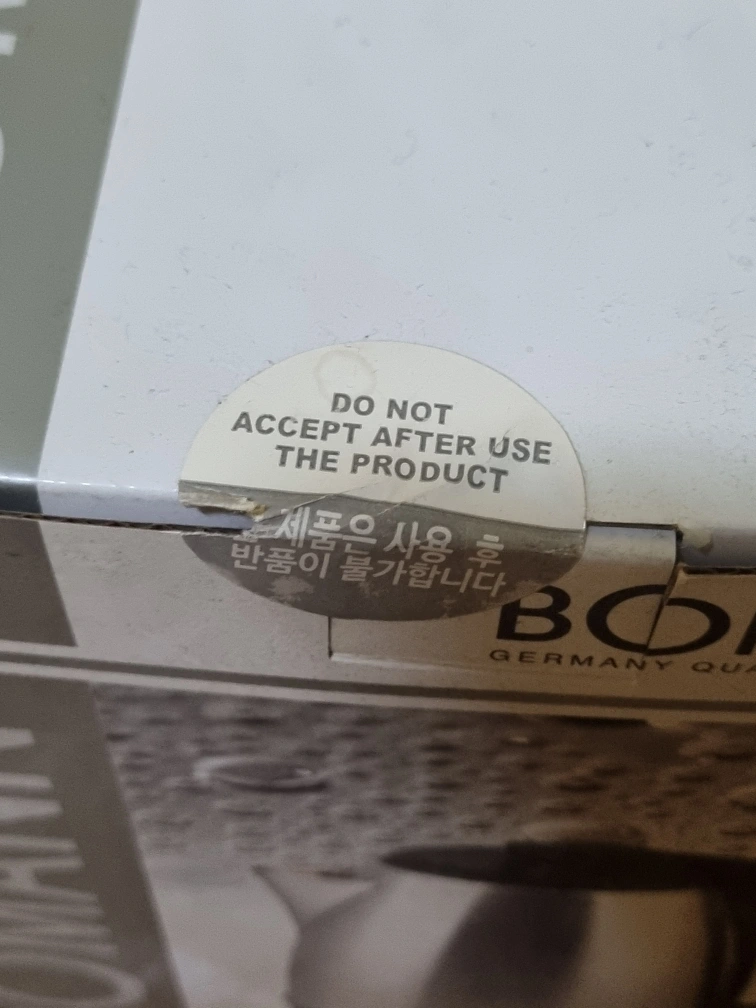 DO NOT
ACCEPT AFTER USE
THE PRODUCT
제품은 사용 후
반품이 불가합니다
GERMANY